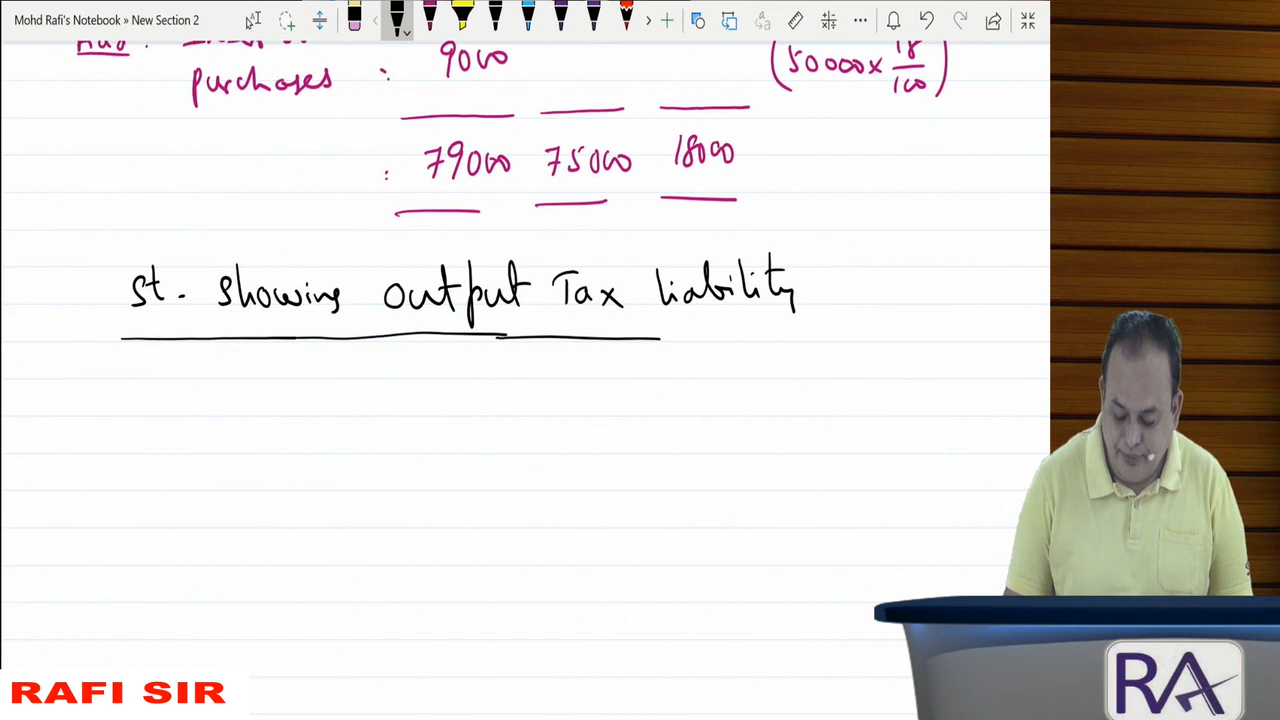 Mohd Rafi's Notebook » New Section 2
purchases : 9000
(50000 × 18/100)
: 79000 75000 18000
st. showing output Tax liability
RAFI SIR
RA